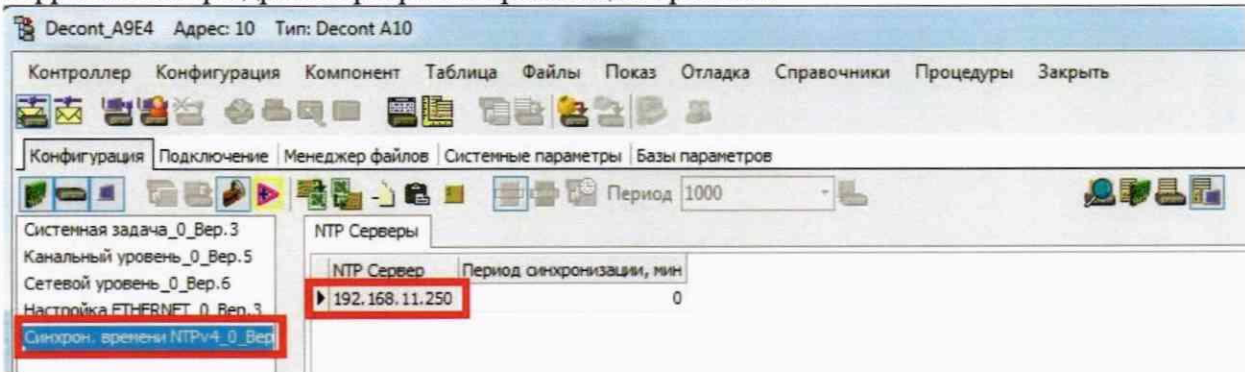 Decont_A9E4 Адрес: 10 Тип: Decont A10
Контроллер Конфигурация Компонент Таблица Файлы Показ Отладка Справочники Процедуры Закрыть
Конфигурация Подключение Менеджер файлов Системные параметры Базы параметров
Период 1000
Системная задача_0_Вер.3
Канальный уровень_0_Вер.5
Сетевой уровень_0_Вер.6
Настройка ETHERNET_0_Вер.3
Синхрон. времени NTPv4_0_Вер
NTP Серверы
NTP Сервер Период синхронизации, мин
192.168.11.250 0